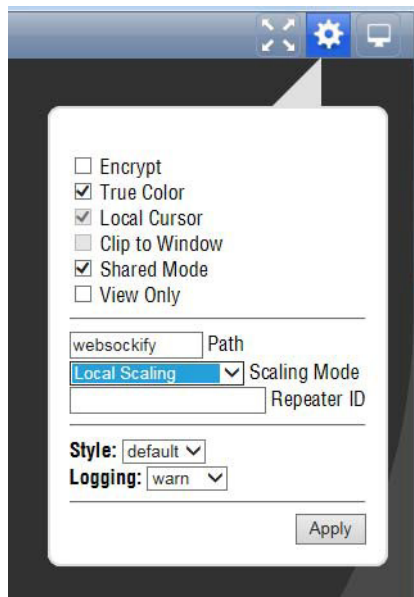 Encrypt
True Color
Local Cursor
Clip to Window
Shared Mode
View Only
websockify Path
Local Scaling Scaling Mode
Repeater ID
Style: default
Logging: warn
Apply